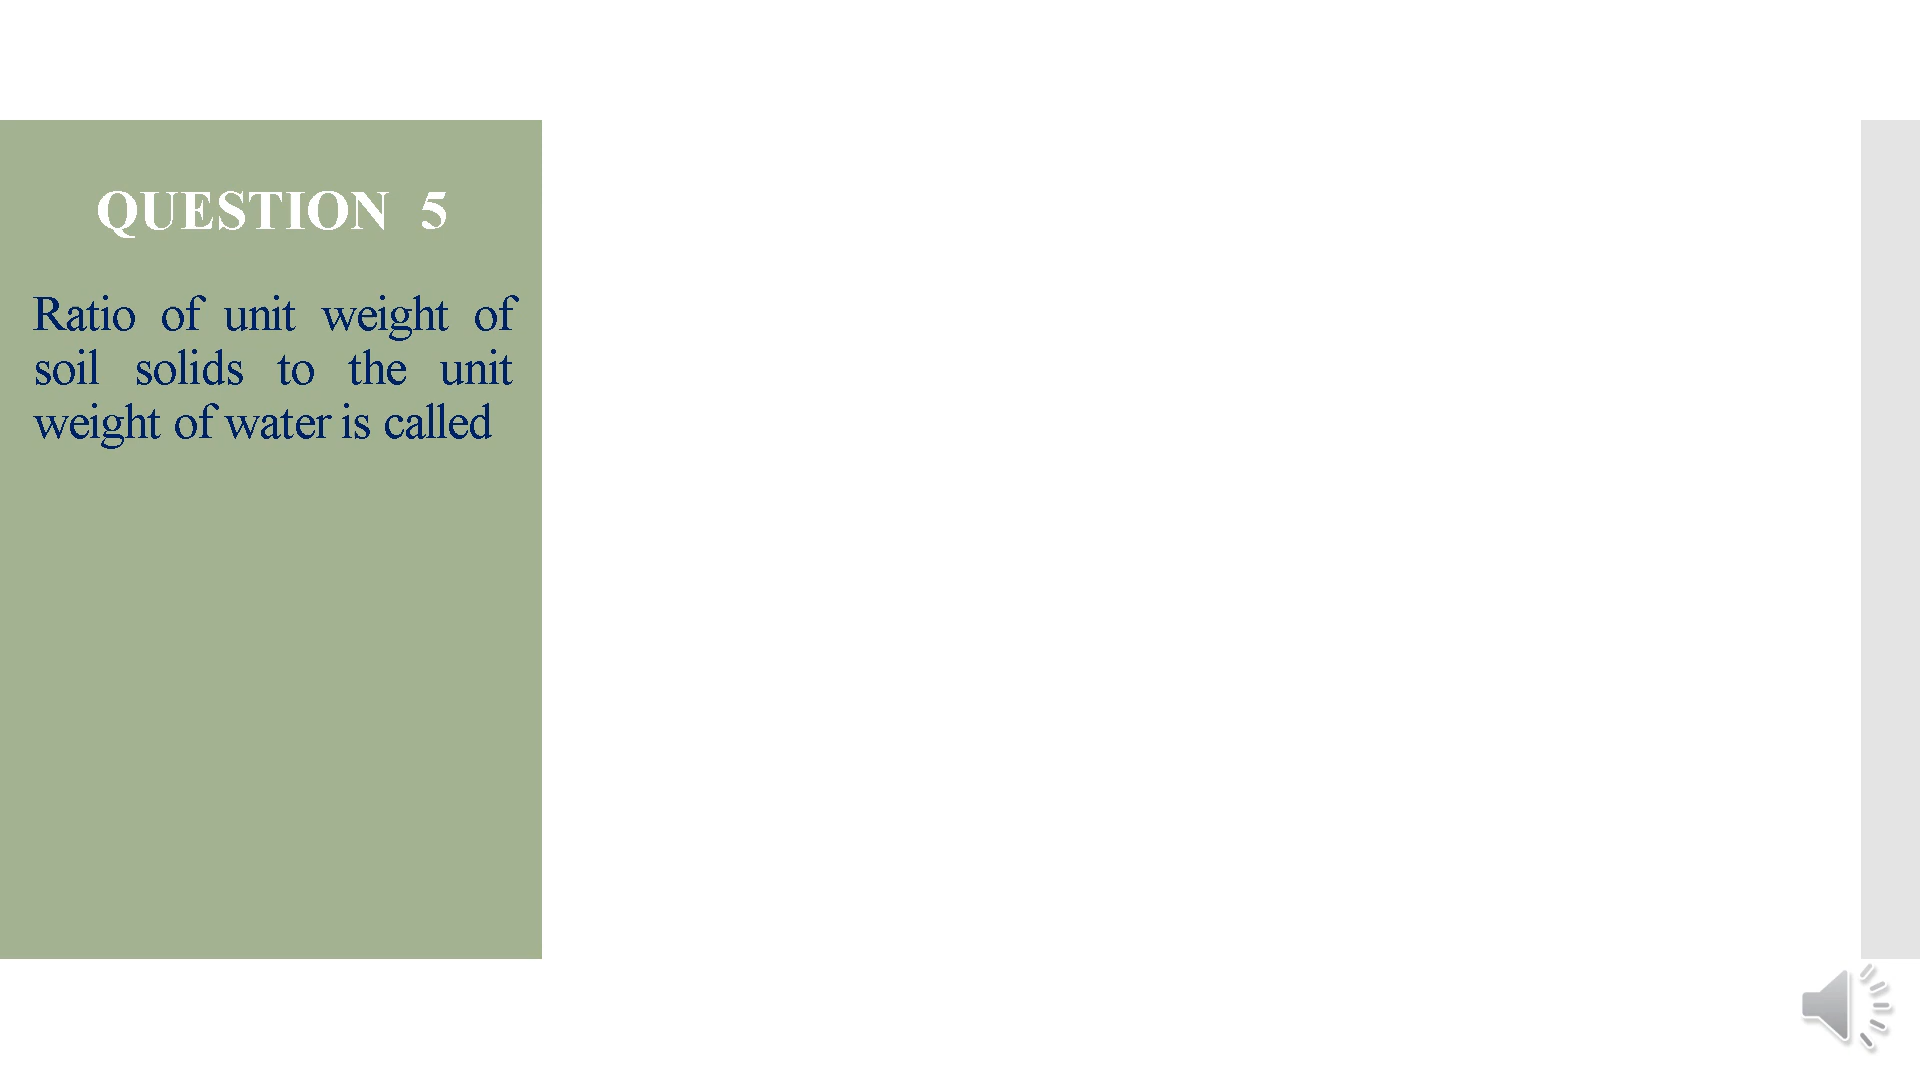 QUESTION 5
Ratio of unit weight of
soil solids to the unit
weight of water is called